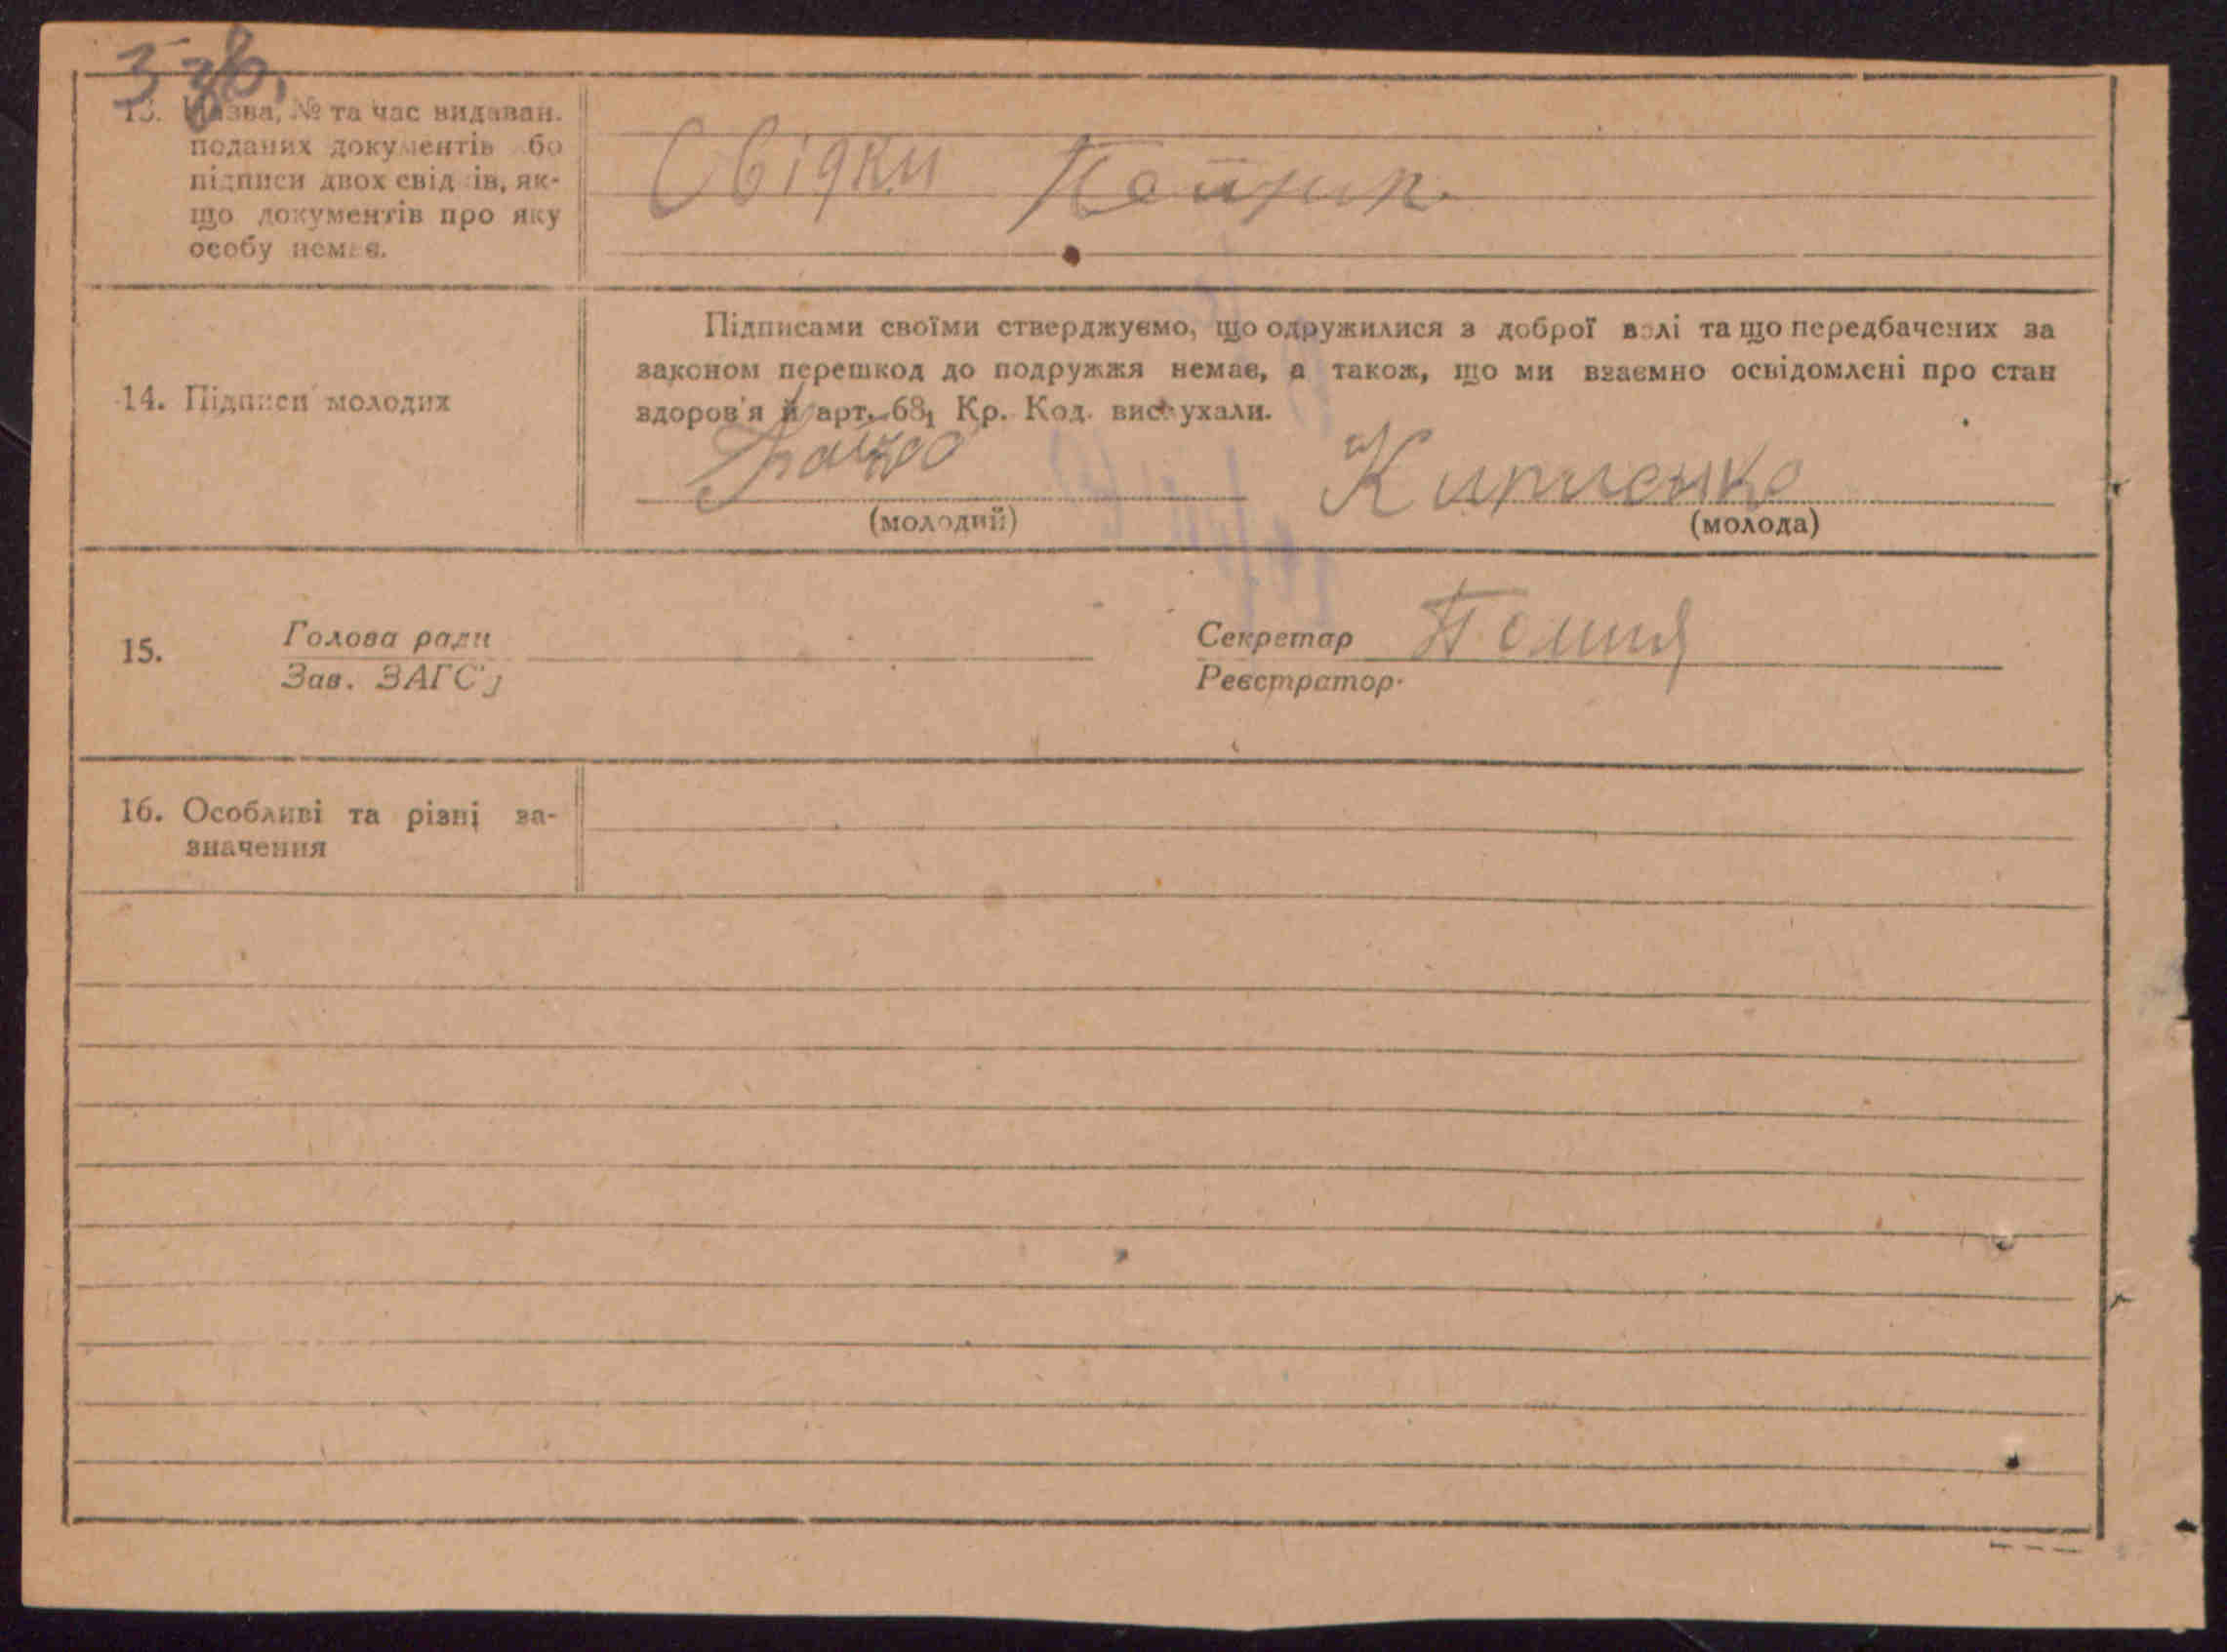 3 зв.
13. Назва, № та час видаван.
поданих документів або
підписи двох свідків, як-
що документів про яку
особу немає.
Свідки
Підписами своїми стверджуємо, що одружилися з доброї волі та що передбачених за
законом перешкод до подружжя немає, а також, що ми взаємно освідомлені про стан
здоров'я й арт. 68₁ Кр. Код. вислухали.
14. Підписи молодих
Кириенко
(молодий)
(молода)
15.
Голова ради
Зав. ЗАГС'у
Секретар
Реєстратор
16. Особливі та різні за-
значення